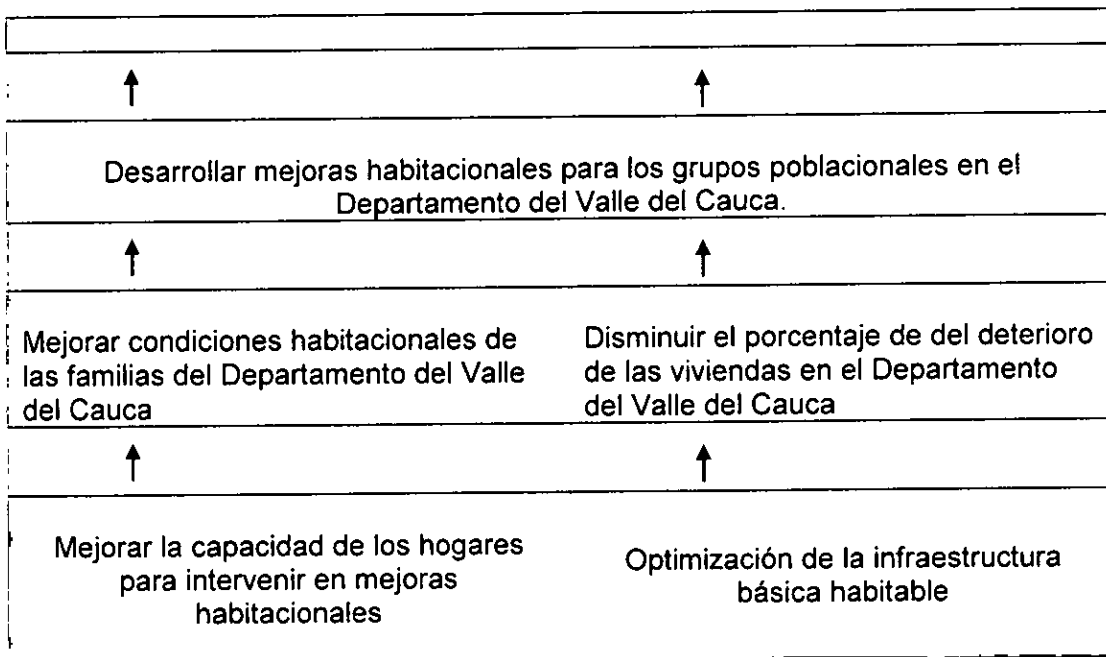 Desarrollar mejoras habitacionales para los grupos poblacionales en el
Departamento del Valle del Cauca.
Mejorar condiciones habitacionales de
las familias del Departamento del Valle
del Cauca
Disminuir el porcentaje de del deterioro
de las viviendas en el Departamento
del Valle del Cauca
Mejorar la capacidad de los hogares
para intervenir en mejoras
habitacionales
Optimización de la infraestructura
básica habitable